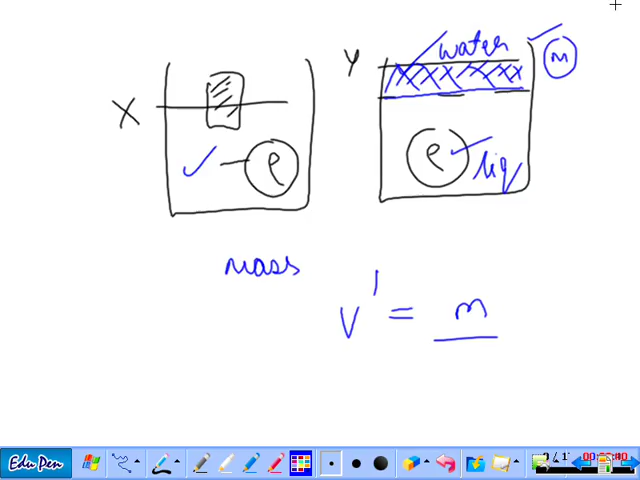 water
Y
m
X
ρ
ρ
liq
mass
V' = m
Edu Pen